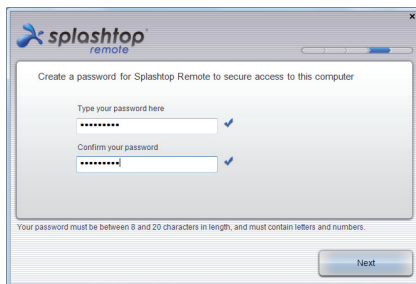 splashtop
remote
Create a password for Splashtop Remote to secure access to this computer
Type your password here
•••••••••
Confirm your password
•••••••••
Your password must be between 8 and 20 characters in length, and must contain letters and numbers.
Next